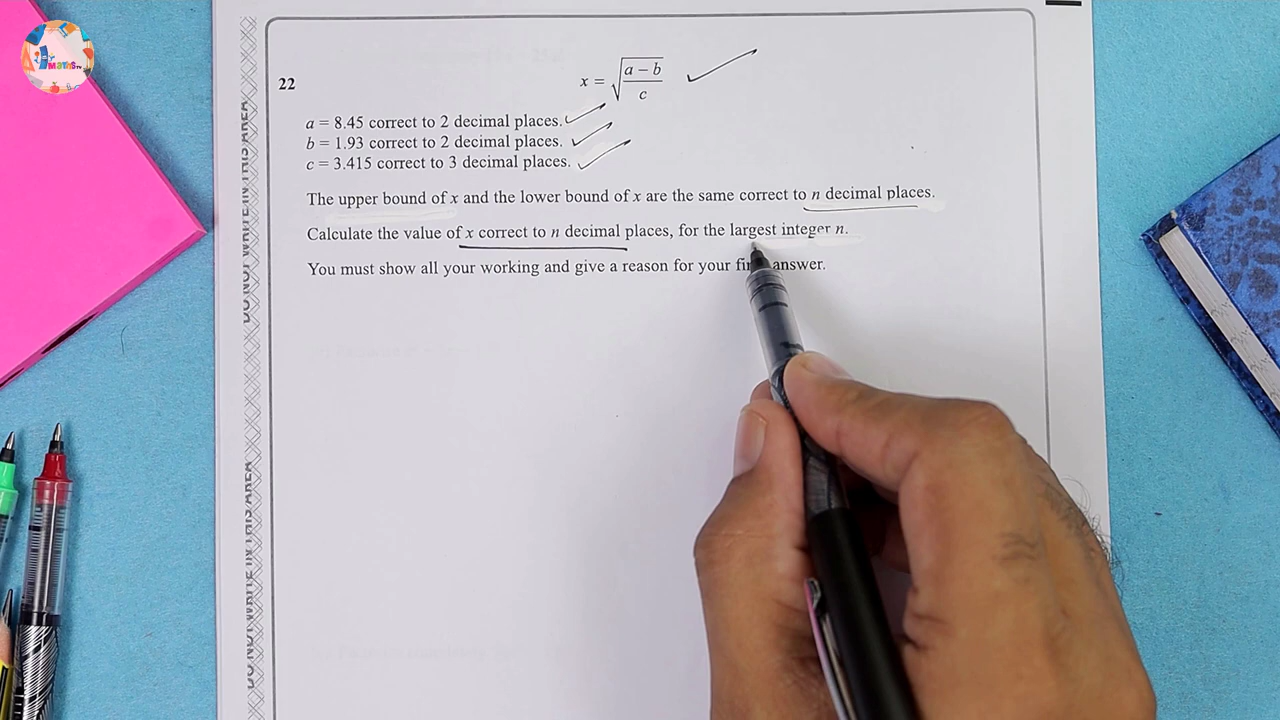 22
x = √((a − b)/c)
a = 8.45 correct to 2 decimal places.
b = 1.93 correct to 2 decimal places.
c = 3.415 correct to 3 decimal places.
The upper bound of x and the lower bound of x are the same correct to n decimal places.
Calculate the value of x correct to n decimal places, for the largest integer n.
You must show all your working and give a reason for your answer.
DO NOT WRITE IN THIS AREA
DO NOT WRITE IN THIS AREA